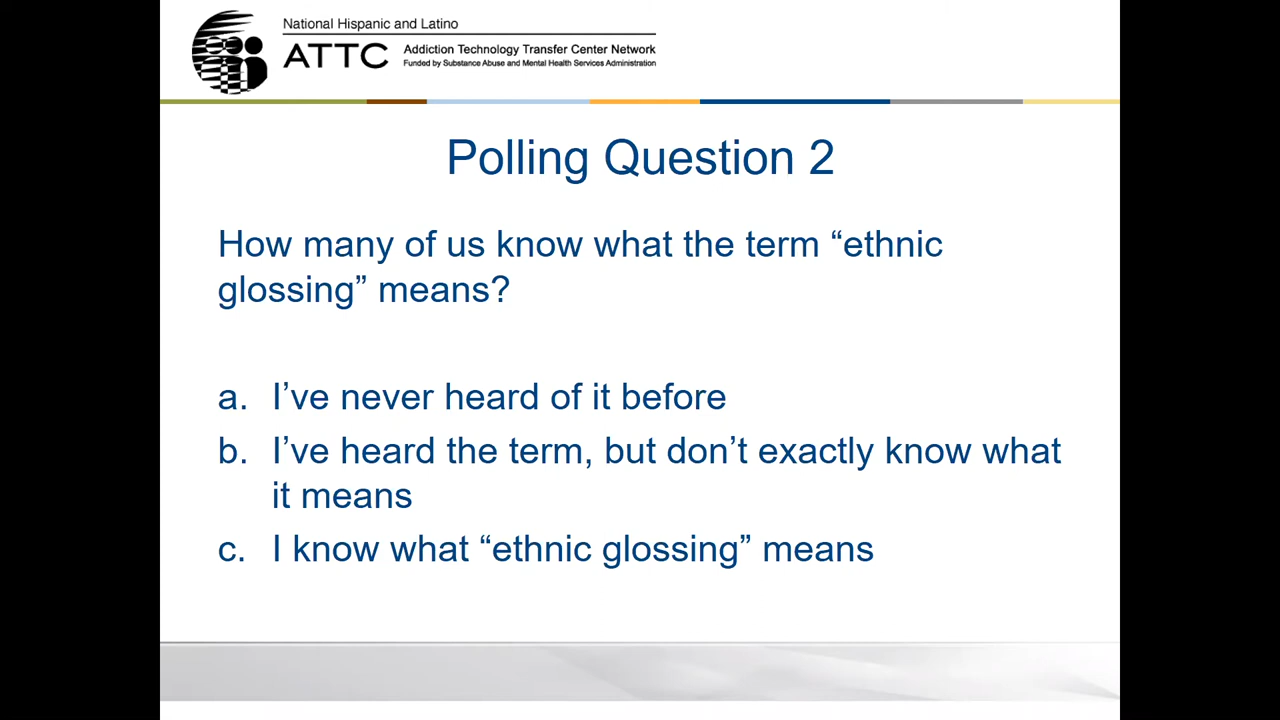 National Hispanic and Latino
ATTC
Addiction Technology Transfer Center Network
Funded by Substance Abuse and Mental Health Services Administration
Polling Question 2
How many of us know what the term “ethnic
glossing” means?
a. I’ve never heard of it before
b. I’ve heard the term, but don’t exactly know what
it means
c. I know what “ethnic glossing” means